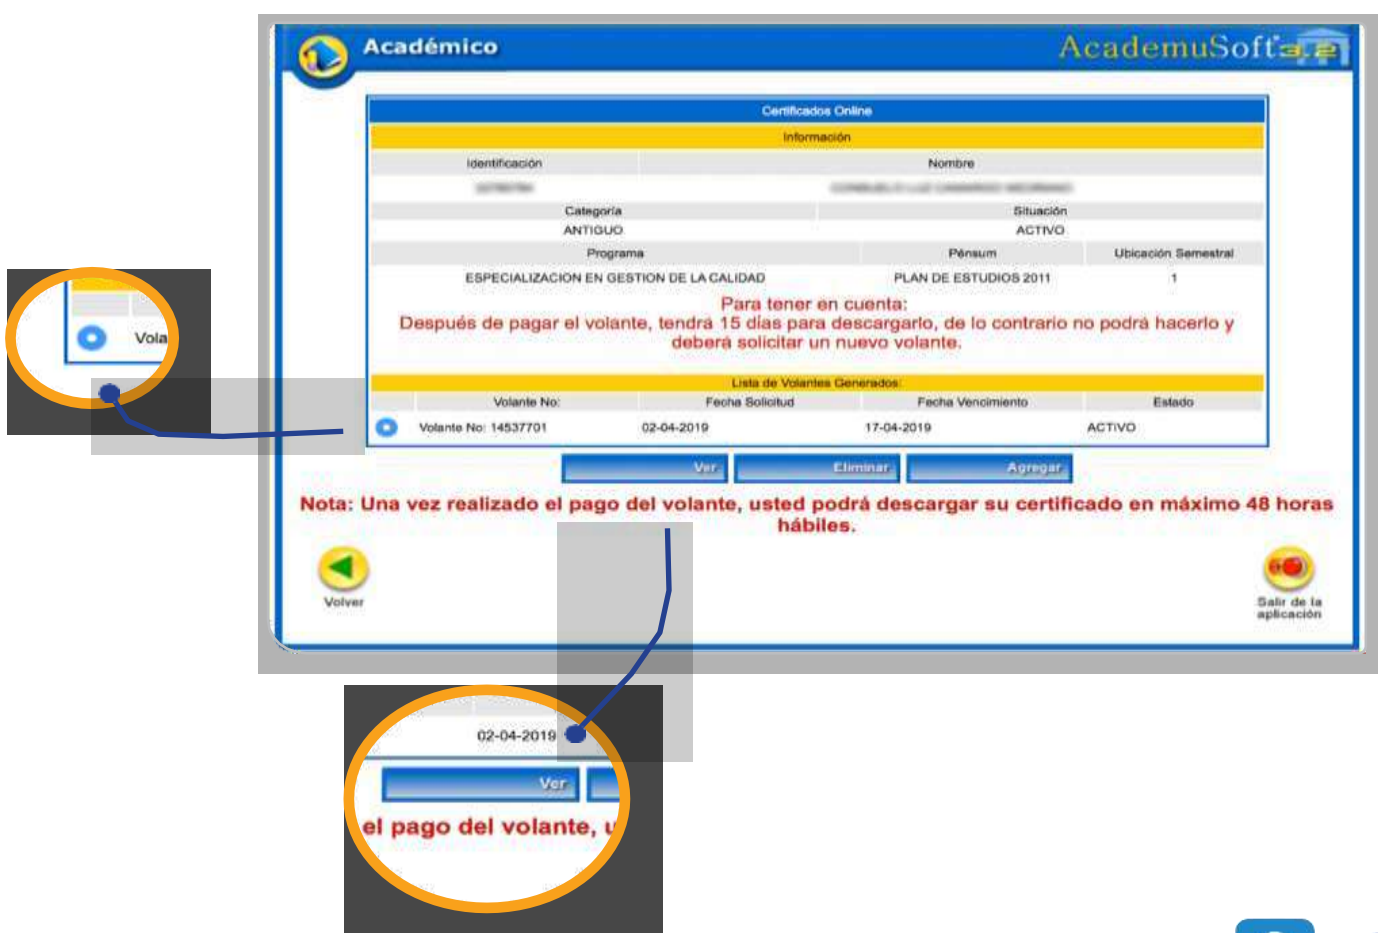 Académico
AcademuSoft 3.2
Certificados Online
Información
Identificación Nombre
Categoría Situación
ANTIGUO ACTIVO
Programa Pénsum Ubicación Semestral
ESPECIALIZACION EN GESTION DE LA CALIDAD PLAN DE ESTUDIOS 2011 1
Para tener en cuenta:
Después de pagar el volante, tendrá 15 días para descargarlo, de lo contrario no podrá hacerlo y
deberá solicitar un nuevo volante.
Lista de Volantes Generados:
Volante No: Fecha Solicitud Fecha Vencimiento Estado
Volante No: 14537701 02-04-2019 17-04-2019 ACTIVO
Ver Eliminar Agregar
Nota: Una vez realizado el pago del volante, usted podrá descargar su certificado en máximo 48 horas
hábiles.
Volver
Salir de la
aplicación
Vola
02-04-2019
Ver
el pago del volante, u